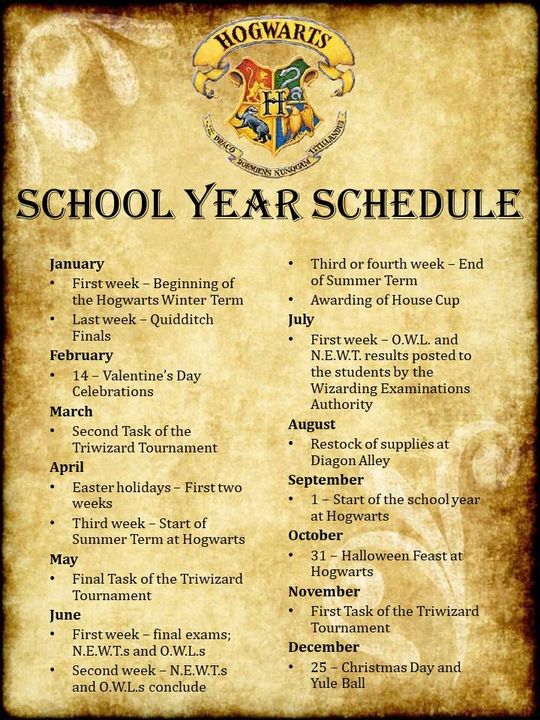 HOGWARTS
H
DRACO DORMIENS NUNQUAM TITILLANDUS
SCHOOL YEAR SCHEDULE
January
• First week – Beginning of
the Hogwarts Winter Term
• Last week – Quidditch
Finals
February
• 14 – Valentine's Day
Celebrations
March
• Second Task of the
Triwizard Tournament
April
• Easter holidays – First two
weeks
• Third week – Start of
Summer Term at Hogwarts
May
• Final Task of the Triwizard
Tournament
June
• First week – final exams;
N.E.W.T.s and O.W.L.s
• Second week – N.E.W.T.s
and O.W.L.s conclude
• Third or fourth week – End
of Summer Term
• Awarding of House Cup
July
• First week – O.W.L. and
N.E.W.T. results posted to
the students by the
Wizarding Examinations
Authority
August
• Restock of supplies at
Diagon Alley
September
• 1 – Start of the school year
at Hogwarts
October
• 31 – Halloween Feast at
Hogwarts
November
• First Task of the Triwizard
Tournament
December
• 25 – Christmas Day and
Yule Ball